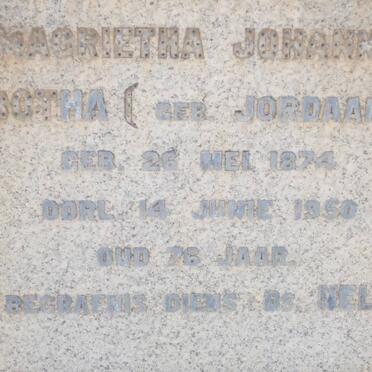 MAGRIETHA JOHANN
BOTHA ( GEB. JORDAAN
GEB. 26 MEI 1874
OORL. 14 JUNIE 1950
OUD 76 JAAR.
BEGRAFNIS DIENS: DS. NEL